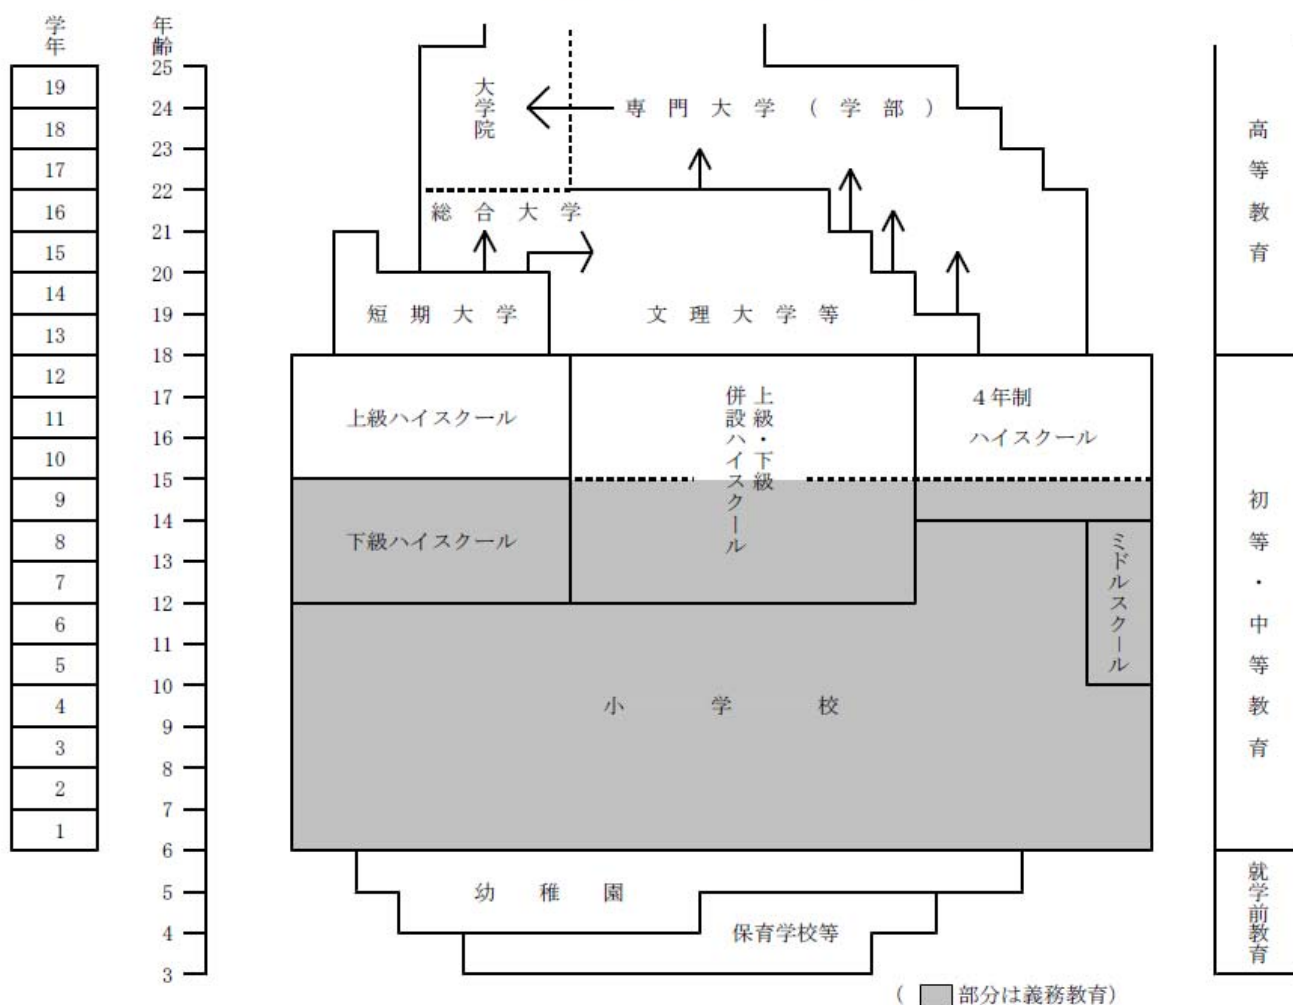 学年
年齢
19
18
17
16
15
14
13
12
11
10
9
8
7
6
5
4
3
2
1
25
24
23
22
21
20
19
18
17
16
15
14
13
12
11
10
9
8
7
6
5
4
3
大学院
専門大学(学部)
総合大学
短期大学
文理大学等
上級ハイスクール
上級・下級
併設ハイスクール
4年制
ハイスクール
下級ハイスクール
ミドルスクール
小学校
幼稚園
保育学校等
高等教育
初等・中等教育
就学前教育
( 部分は義務教育)